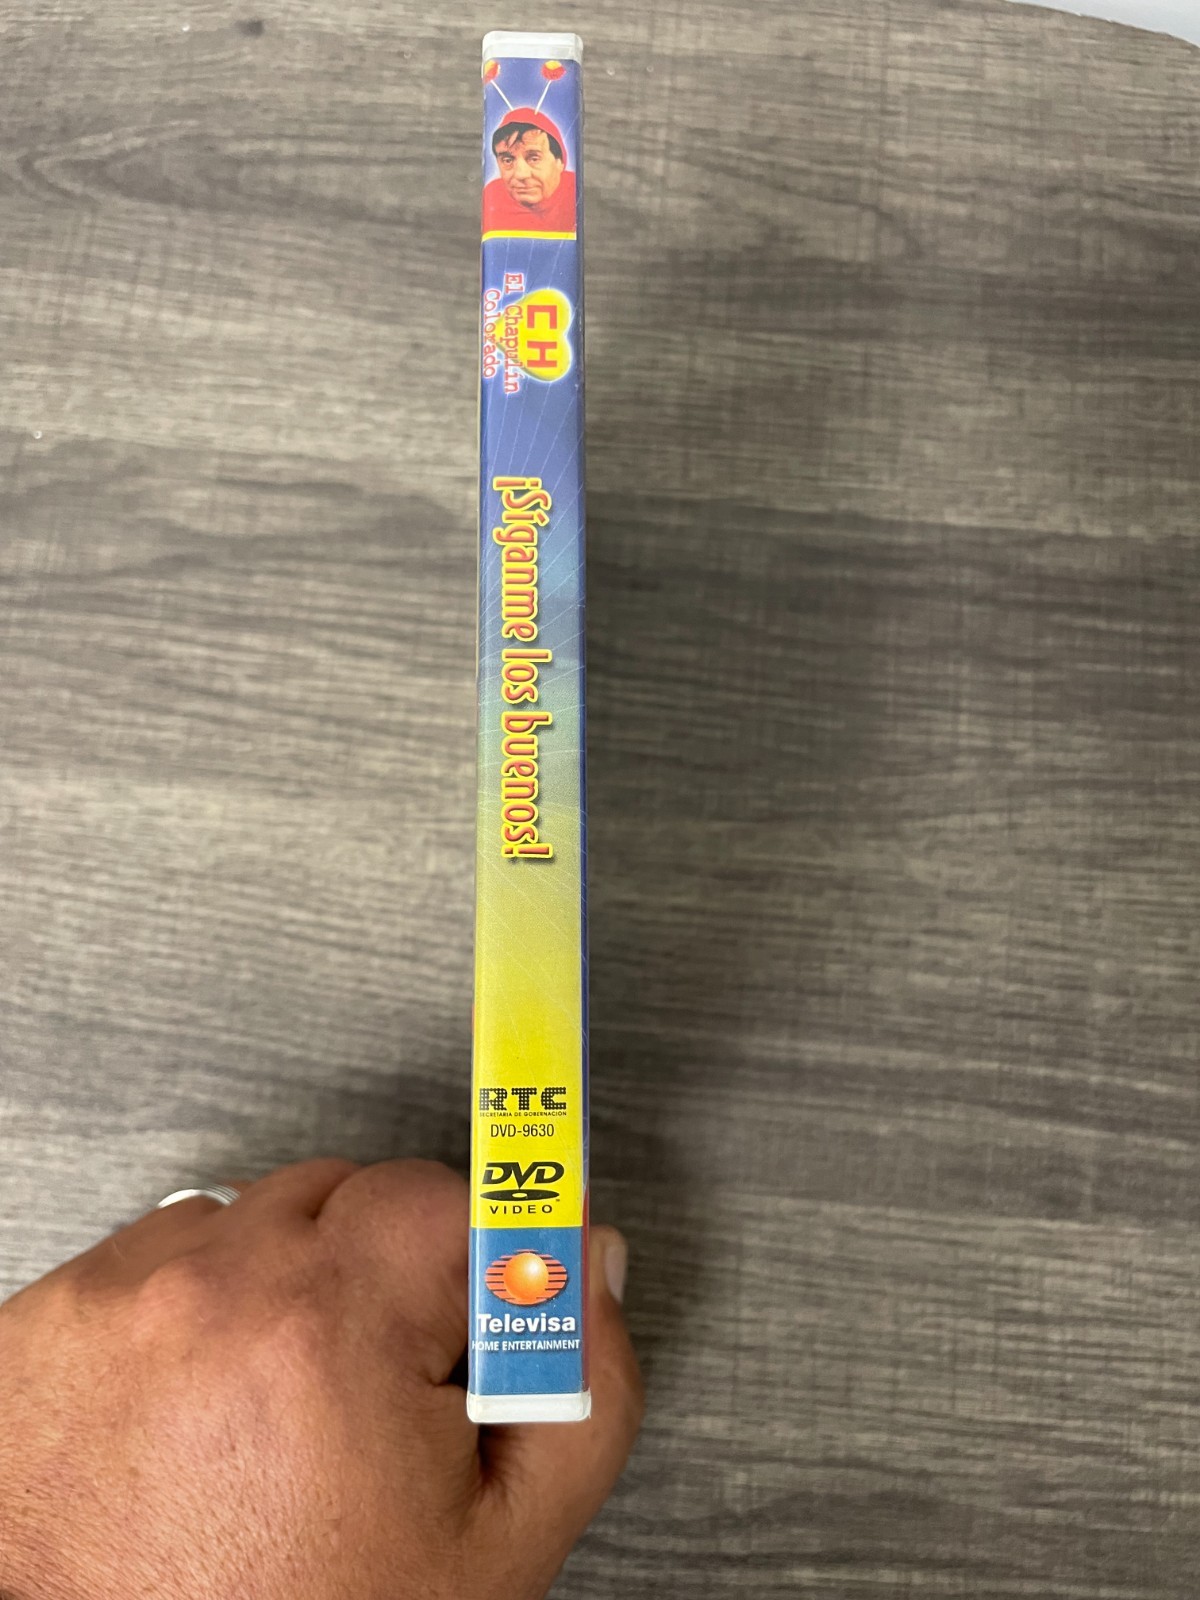 CH
El Chapulín
Colorado
¡Síganme los buenos!
RTC
SECRETARIA DE GOBERNACION
DVD-9630
DVD
VIDEO
Televisa
HOME ENTERTAINMENT